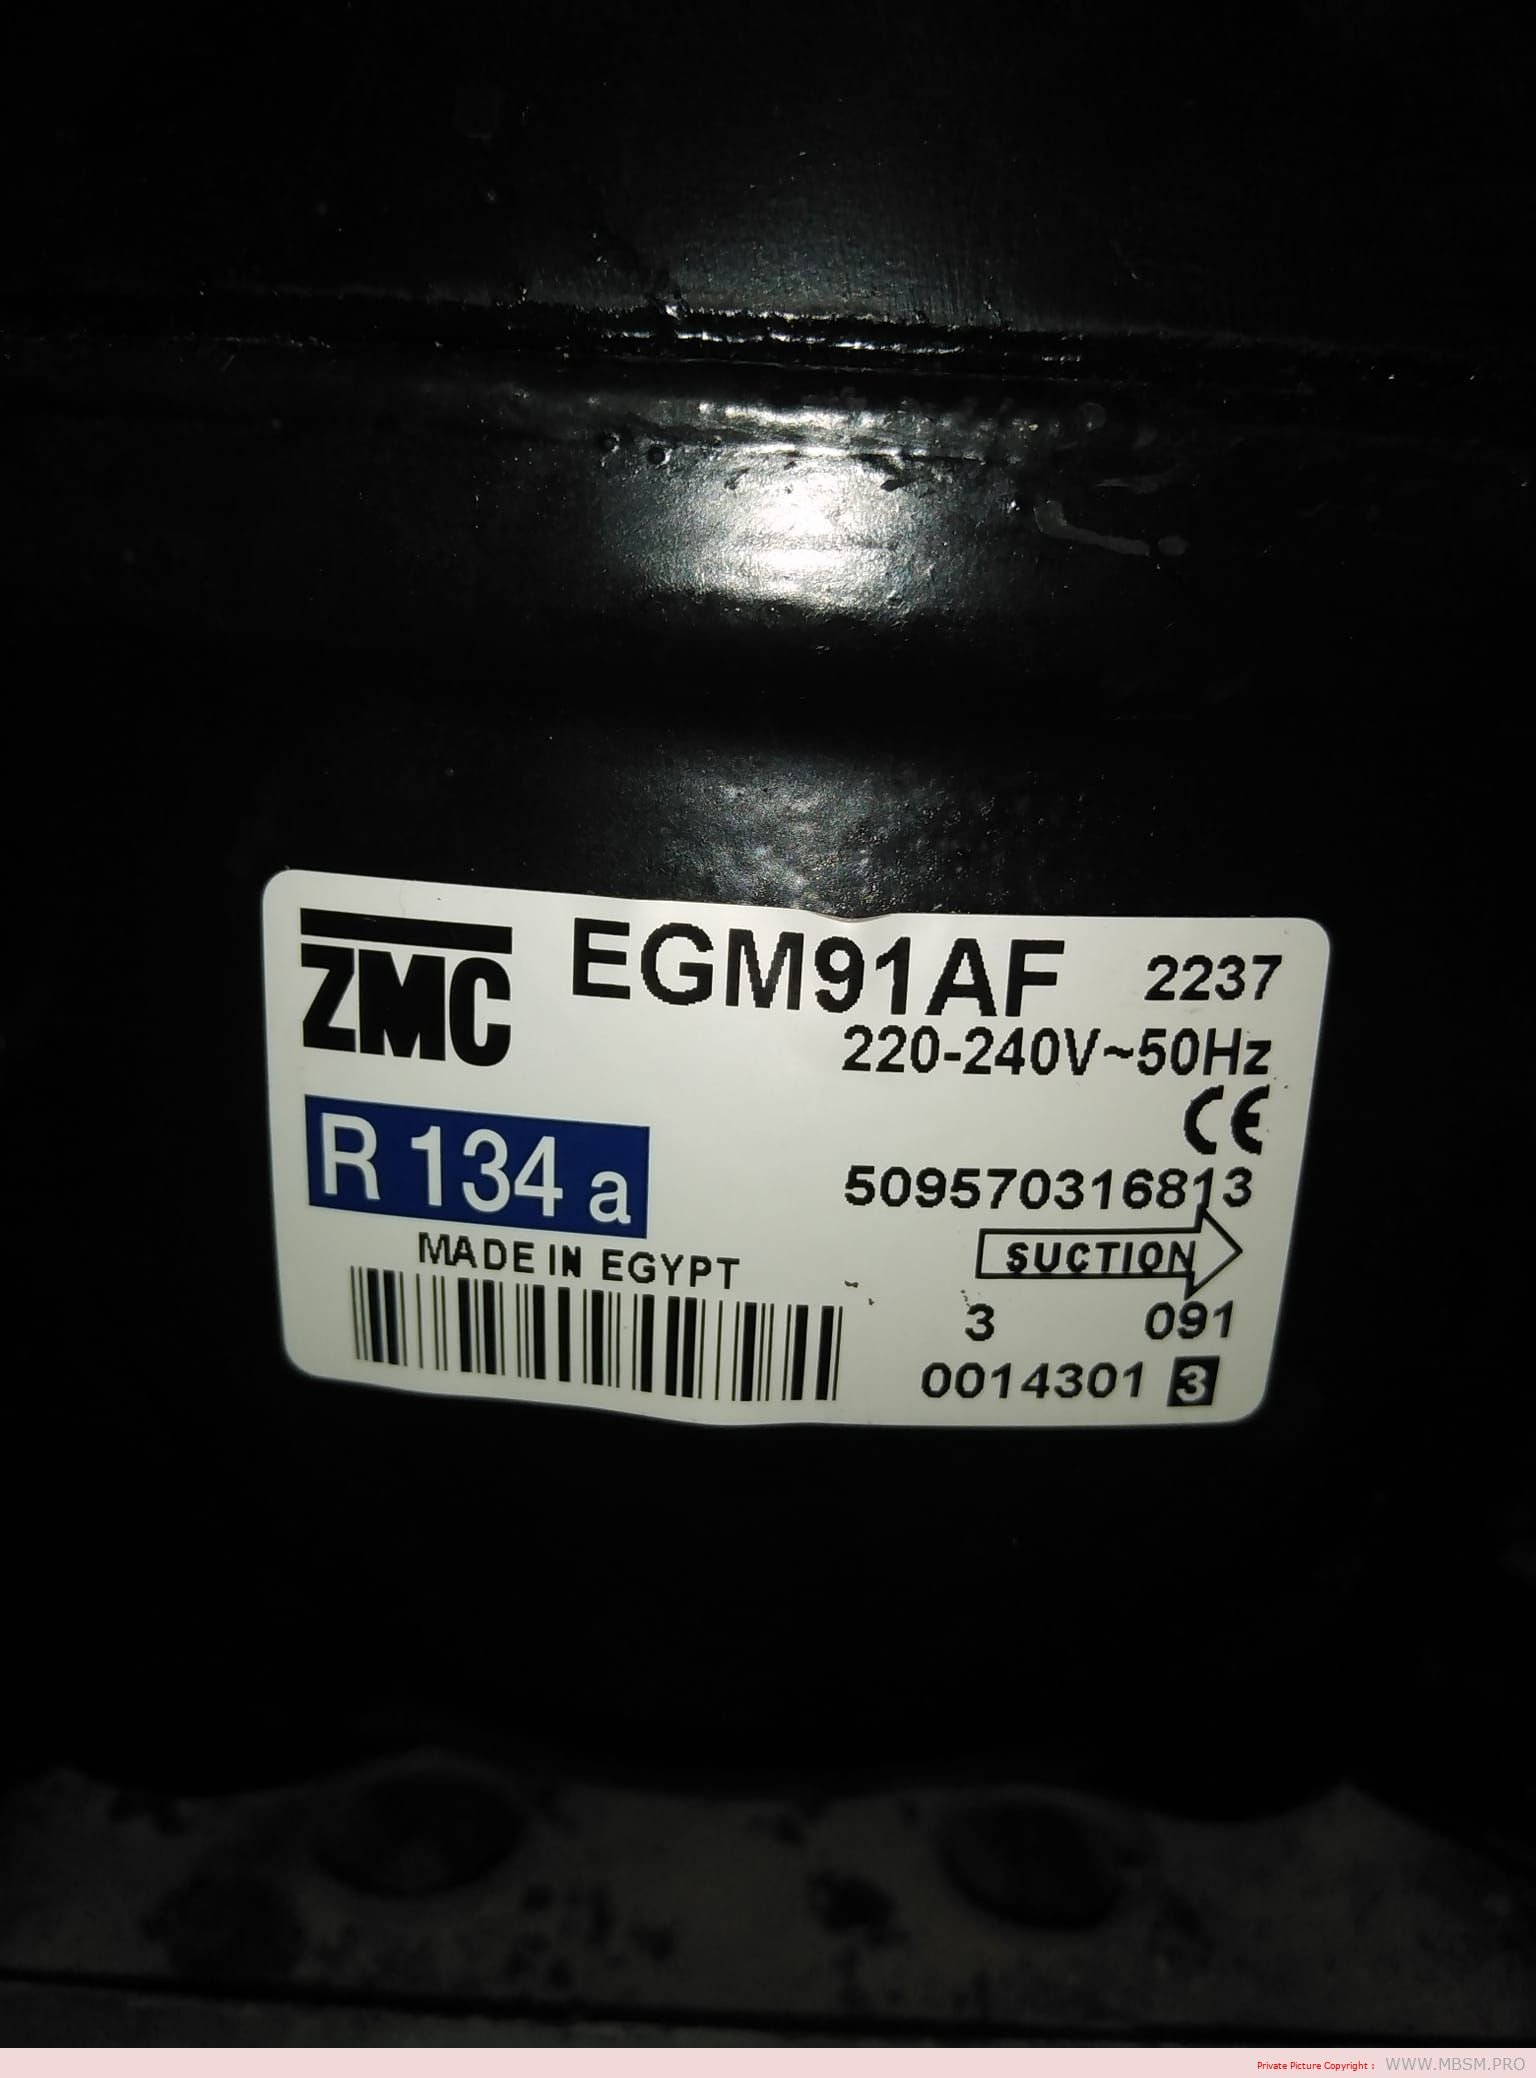 ZMC EGM91AF 2237
220-240V~50Hz
CE
R 134 a
509570316813
MADE IN EGYPT
SUCTION
3 091
0014301 3
Private Picture Copyright : WWW.MBSM.PRO